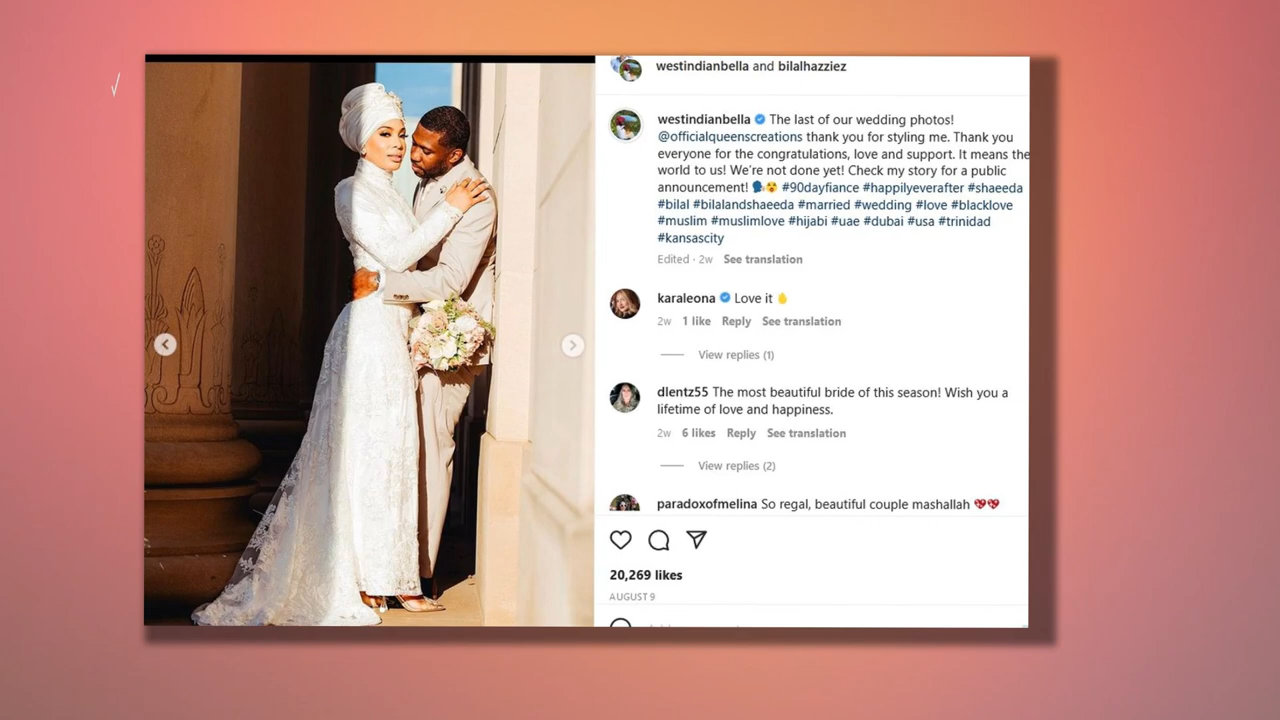 westindianbella and bilalhazziez
westindianbella The last of our wedding photos!
@officialqueenscreations thank you for styling me. Thank you
everyone for the congratulations, love and support. It means the
world to us! We're not done yet! Check my story for a public
announcement! 🗣️😵 #90dayfiance #happilyeverafter #shaeeda
#bilal #bilalandshaeeda #married #wedding #love #blacklove
#muslim #muslimlove #hijabi #uae #dubai #usa #trinidad
#kansascity
Edited · 2w See translation
karaleona Love it
2w 1 like Reply See translation
View replies (1)
dlentz55 The most beautiful bride of this season! Wish you a
lifetime of love and happiness.
2w 6 likes Reply See translation
View replies (2)
paradoxofmelina So regal, beautiful couple mashallah 💖💖
20,269 likes
AUGUST 9